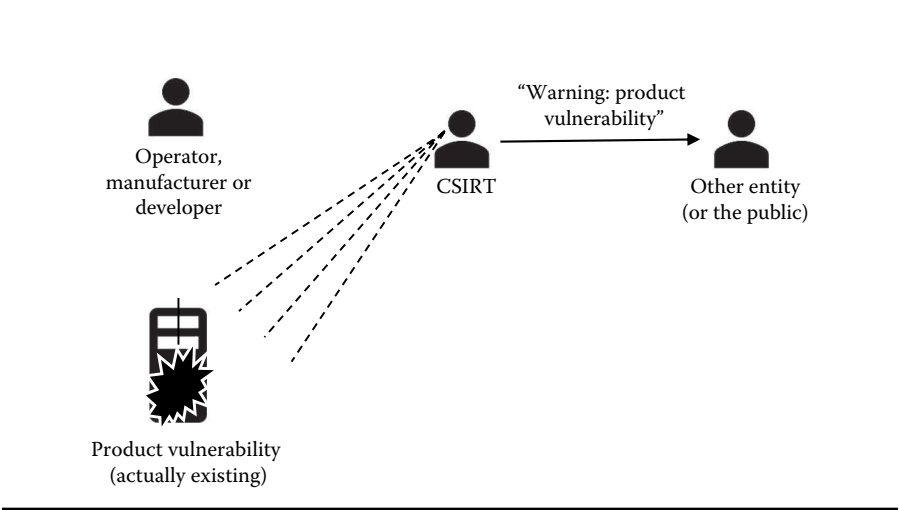 “Warning: product
vulnerability”
Operator,
manufacturer or
developer
CSIRT
Other entity
(or the public)
Product vulnerability
(actually existing)